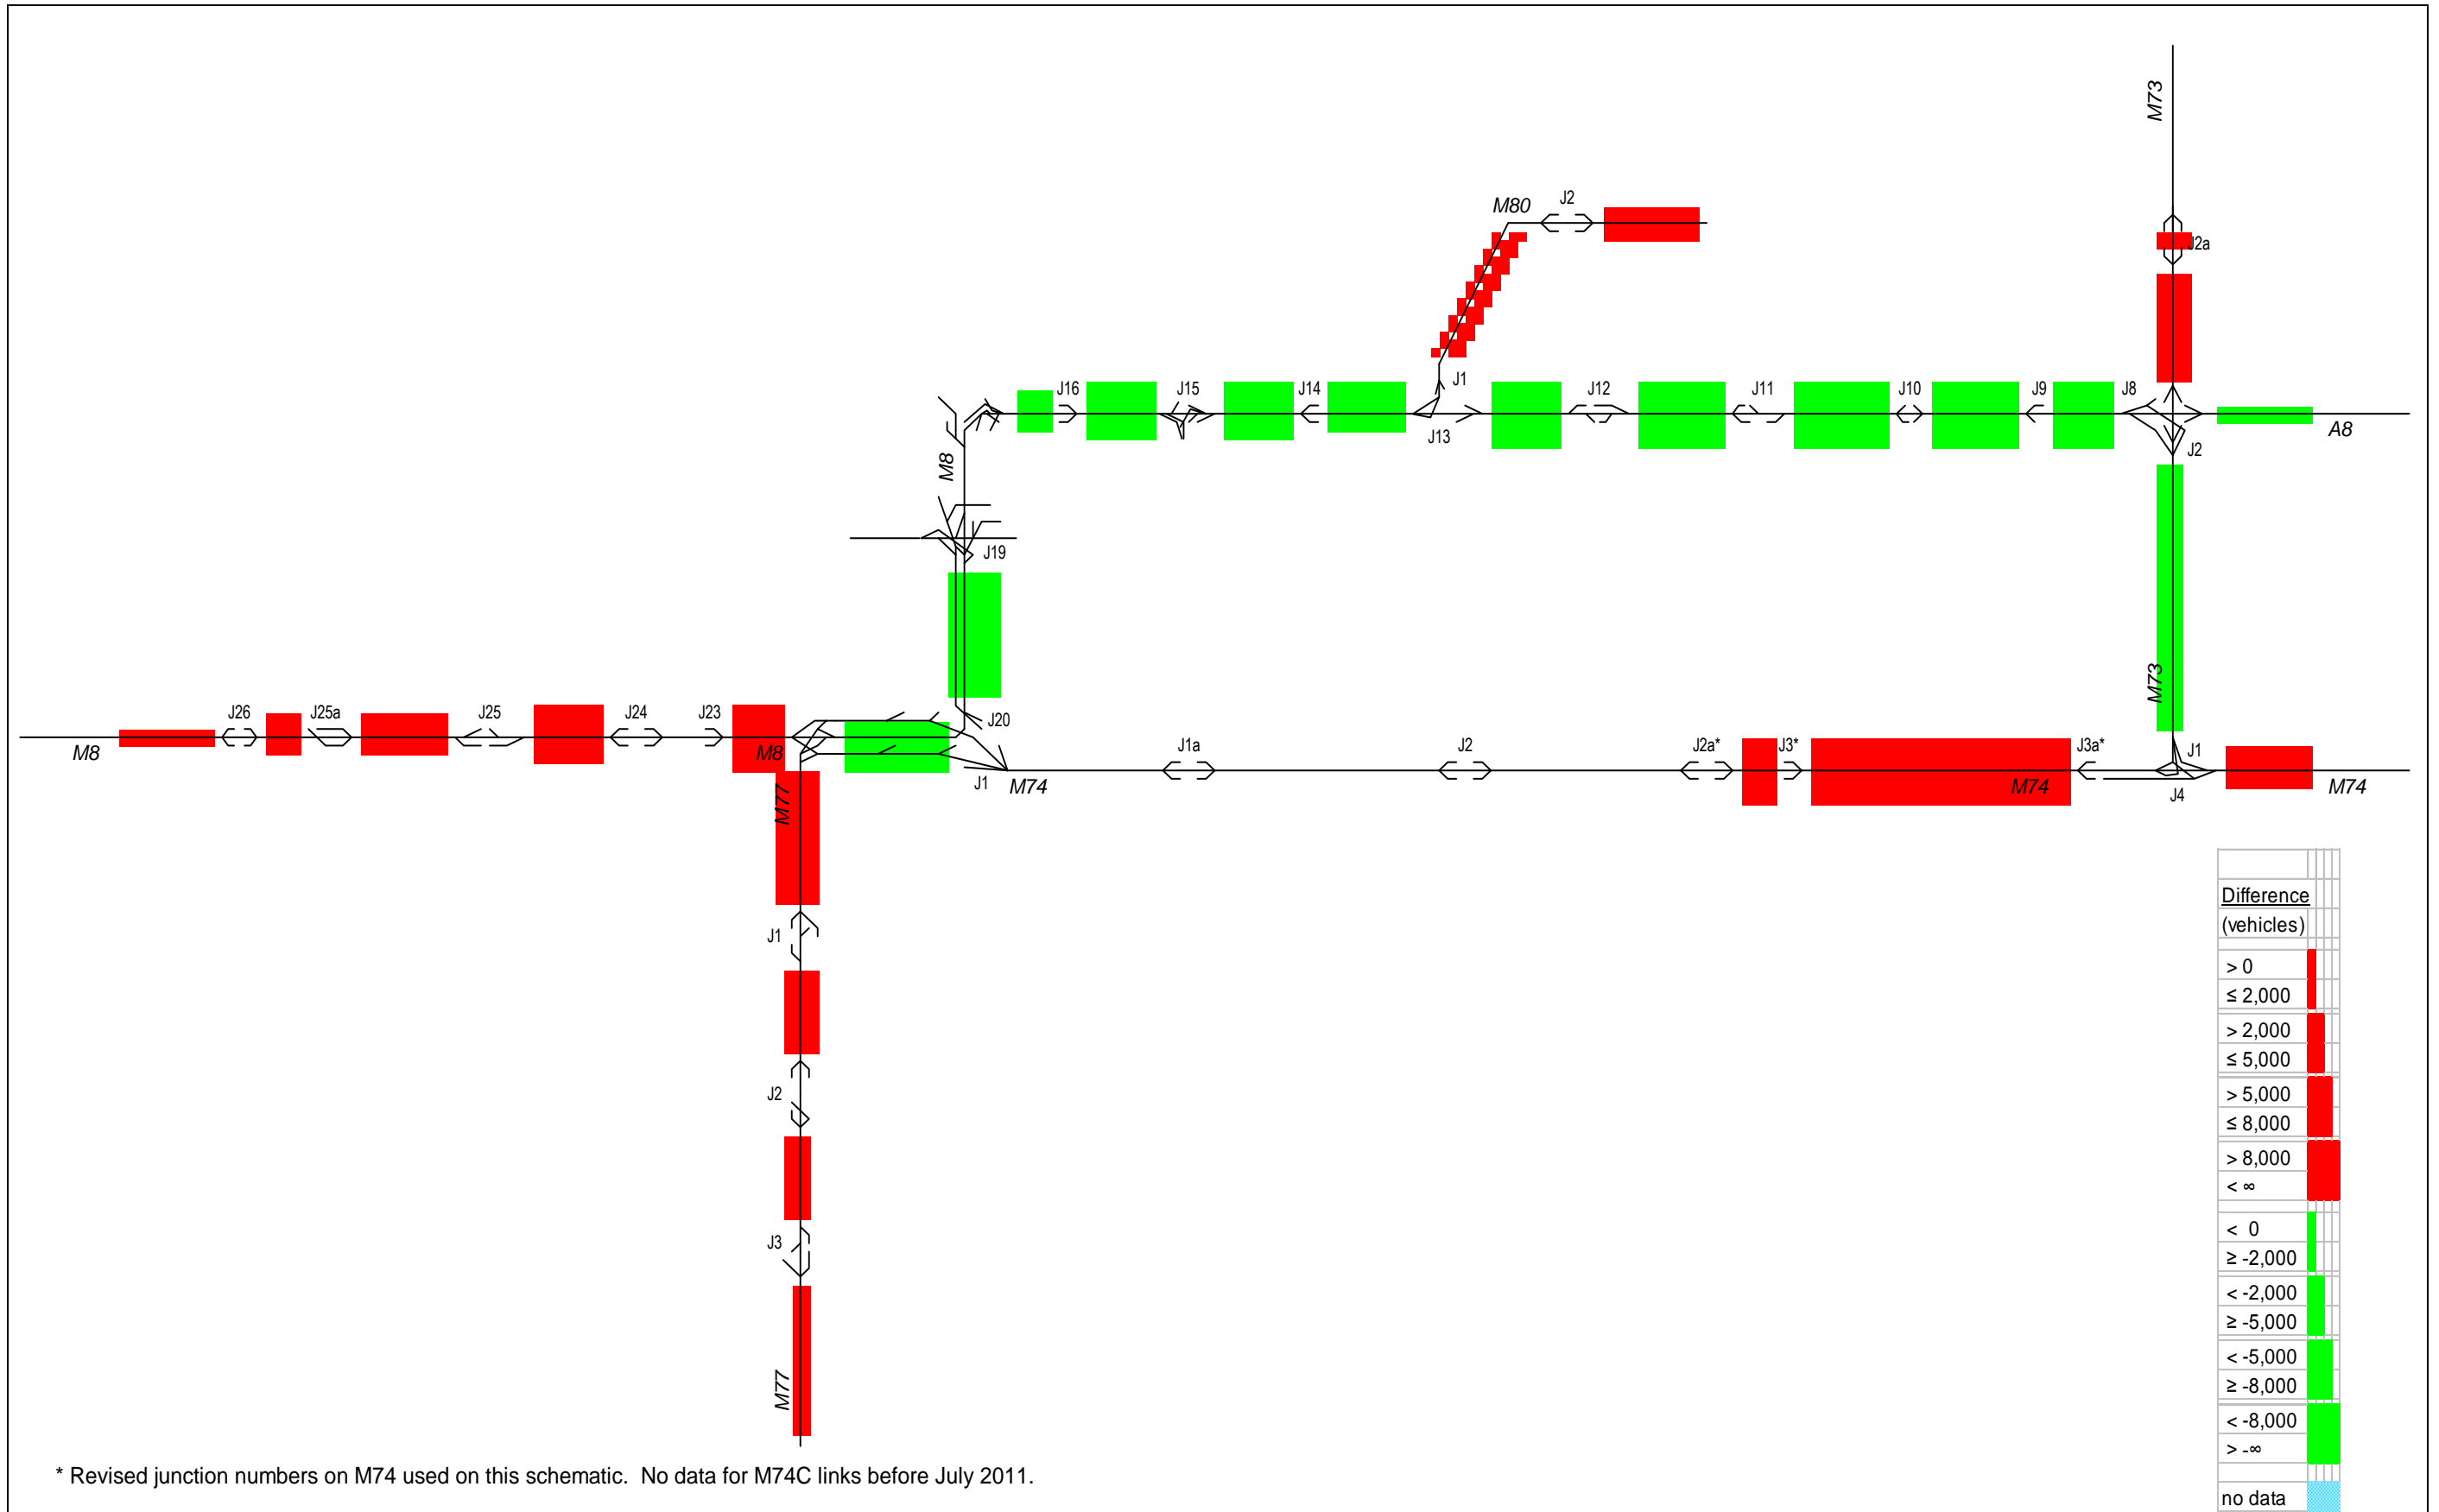 M73
M80
J2
J2a
J16
J15
J14
J1
J12
J11
J10
J9
J8
J13
A8
J2
M8
J19
M73
J26
J25a
J25
J24
J23
J20
M8
M8
J1a
J2
J2a*
J3*
J3a*
J1
J1
M74
M74
J4
M74
M77
J1
J2
J3
M77
Difference
(vehicles)
> 0
≤ 2,000
> 2,000
≤ 5,000
> 5,000
≤ 8,000
> 8,000
< ∞
< 0
≥ -2,000
< -2,000
≥ -5,000
< -5,000
≥ -8,000
< -8,000
> -∞
no data
* Revised junction numbers on M74 used on this schematic. No data for M74C links before July 2011.